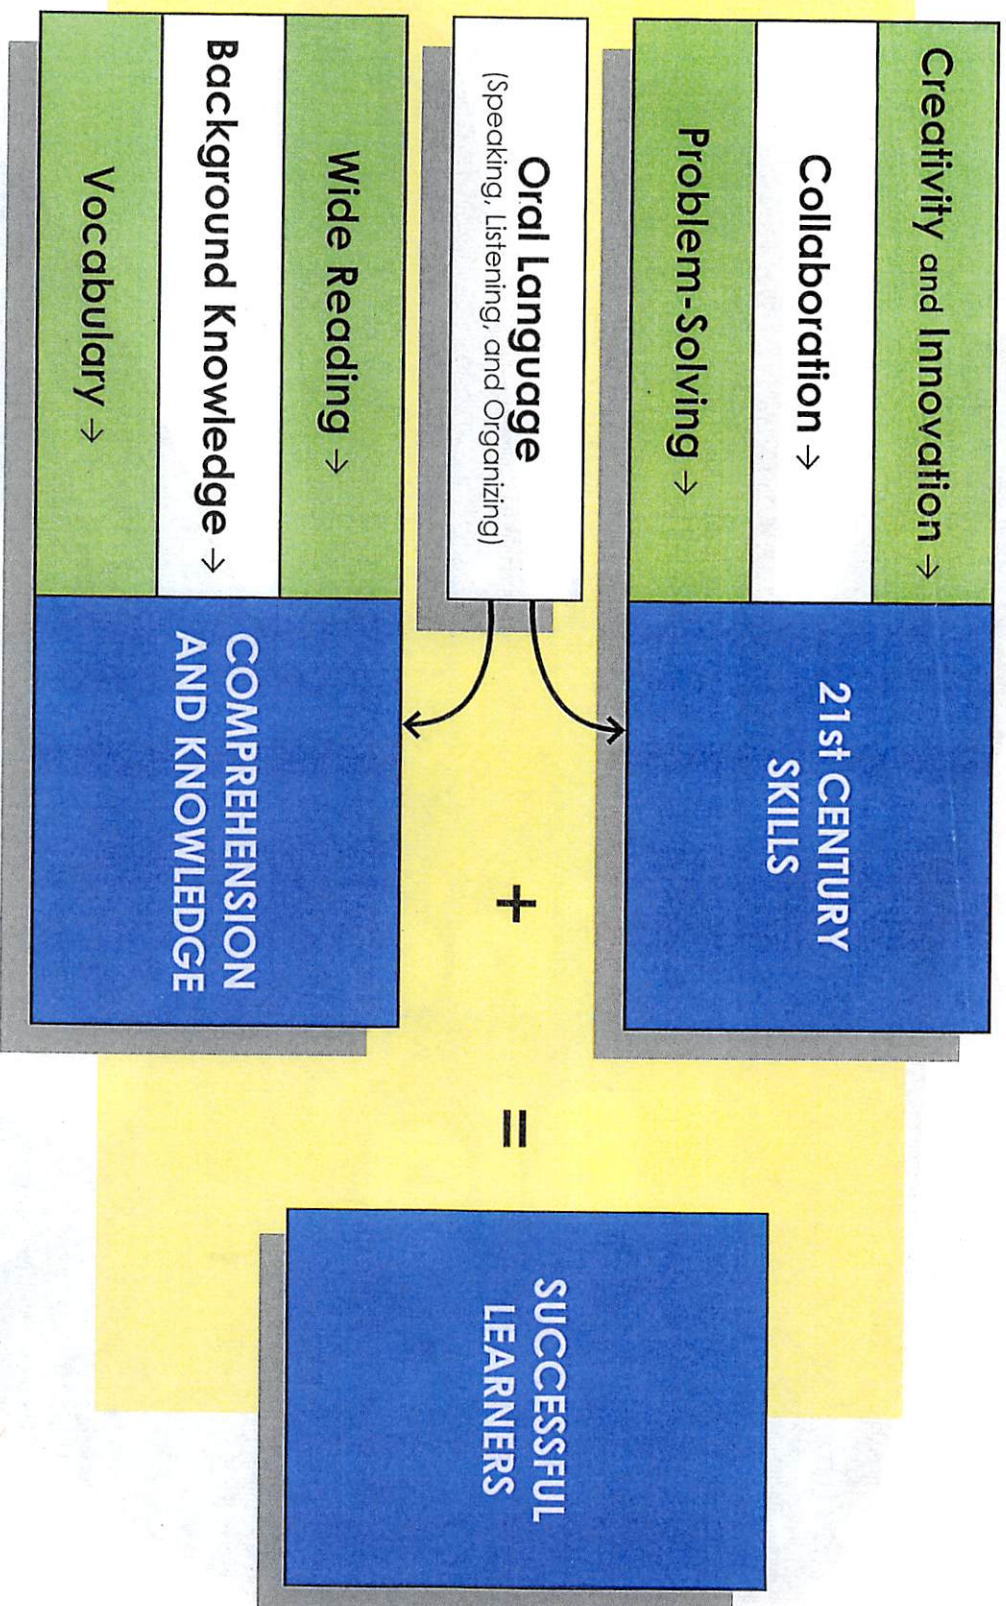 Creativity and Innovation →
Collaboration →
Problem-Solving →
21st CENTURY
SKILLS
Oral Language
(Speaking, Listening, and Organizing)
+
=
SUCCESSFUL
LEARNERS
Wide Reading →
Background Knowledge →
Vocabulary →
COMPREHENSION
AND KNOWLEDGE